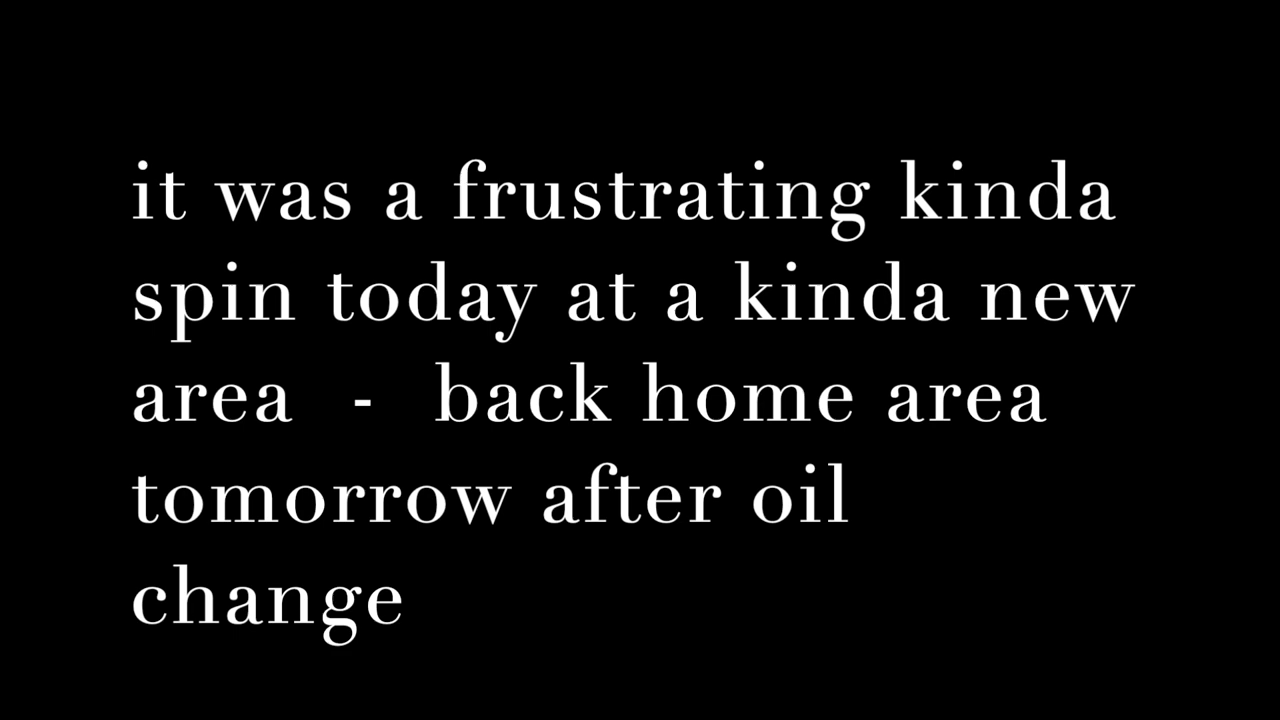 it was a frustrating kinda
spin today at a kinda new
area  -  back home area
tomorrow after oil
change